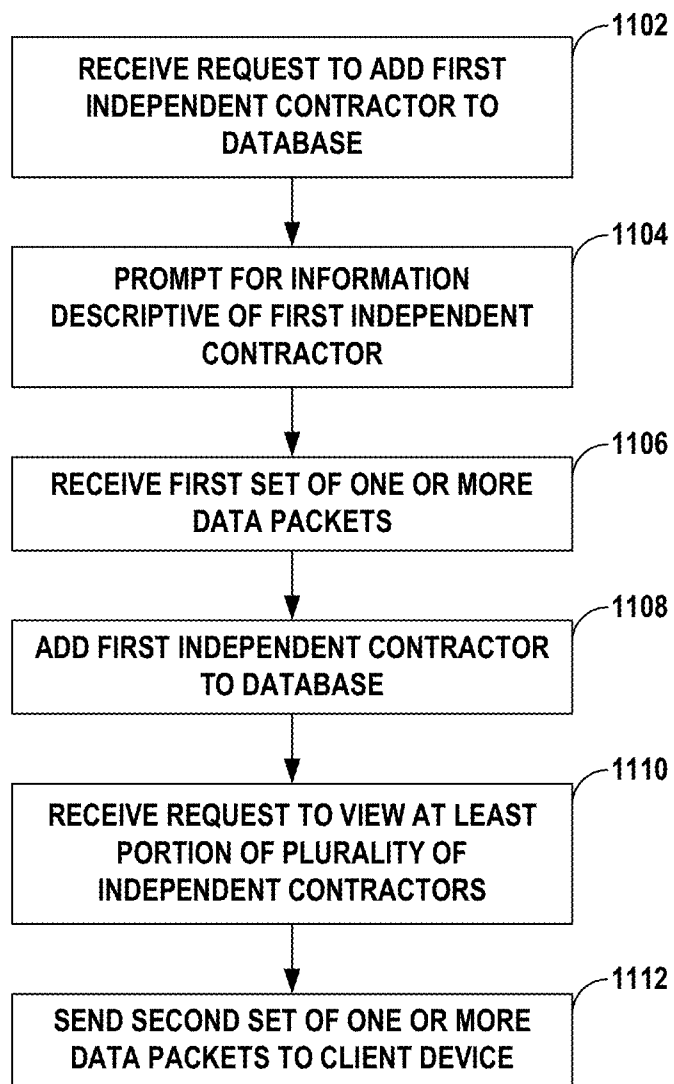 1102
RECEIVE REQUEST TO ADD FIRST
INDEPENDENT CONTRACTOR TO
DATABASE
1104
PROMPT FOR INFORMATION
DESCRIPTIVE OF FIRST INDEPENDENT
CONTRACTOR
1106
RECEIVE FIRST SET OF ONE OR MORE
DATA PACKETS
1108
ADD FIRST INDEPENDENT CONTRACTOR
TO DATABASE
1110
RECEIVE REQUEST TO VIEW AT LEAST
PORTION OF PLURALITY OF
INDEPENDENT CONTRACTORS
1112
SEND SECOND SET OF ONE OR MORE
DATA PACKETS TO CLIENT DEVICE